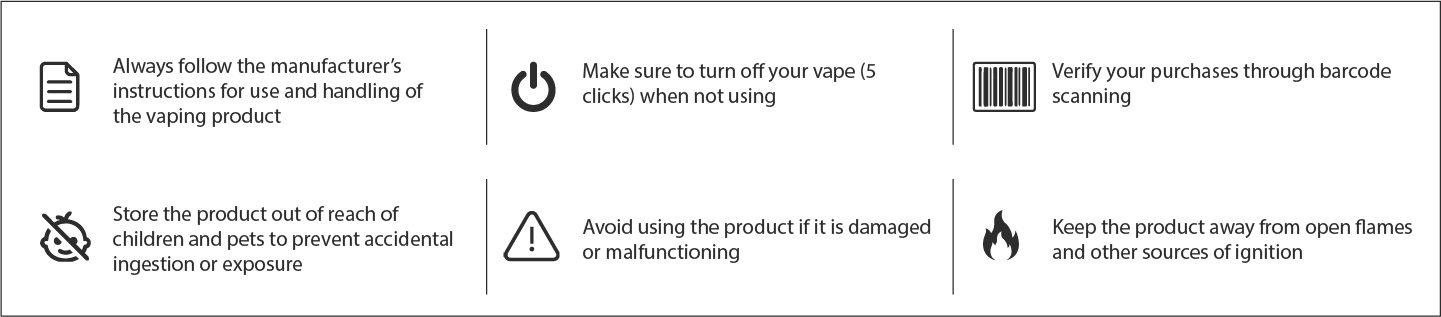 Always follow the manufacturer’s
instructions for use and handling of
the vaping product
Make sure to turn off your vape (5
clicks) when not using
Verify your purchases through barcode
scanning
Store the product out of reach of
children and pets to prevent accidental
ingestion or exposure
Avoid using the product if it is damaged
or malfunctioning
Keep the product away from open flames
and other sources of ignition